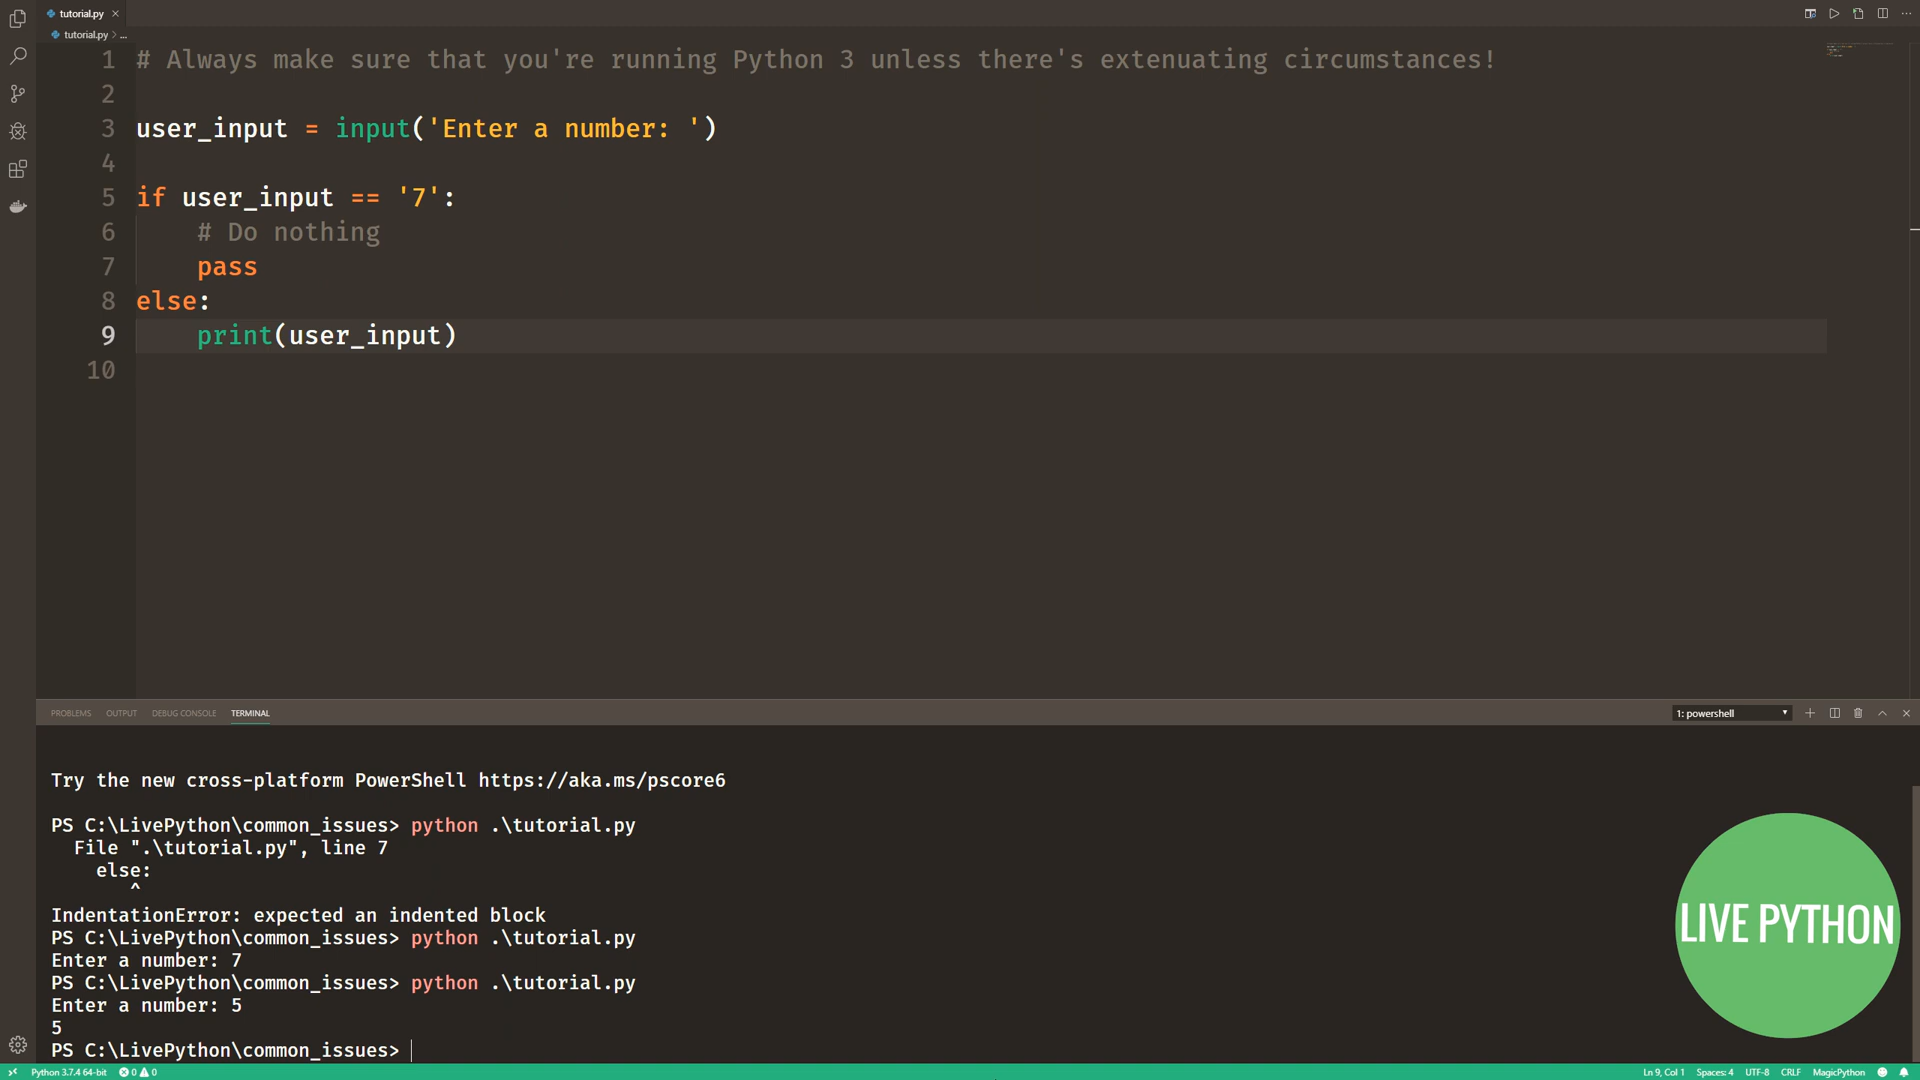 tutorial.py
tutorial.py > ...
1 # Always make sure that you're running Python 3 unless there's extenuating circumstances!
2
3 user_input = input('Enter a number: ')
4
5 if user_input == '7':
6     # Do nothing
7     pass
8 else:
9     print(user_input)
10
PROBLEMS OUTPUT DEBUG CONSOLE TERMINAL 1: powershell
Try the new cross-platform PowerShell https://aka.ms/pscore6
PS C:\LivePython\common_issues> python .\tutorial.py
  File ".\tutorial.py", line 7
    else:
       ^
IndentationError: expected an indented block
PS C:\LivePython\common_issues> python .\tutorial.py
Enter a number: 7
PS C:\LivePython\common_issues> python .\tutorial.py
Enter a number: 5
5
PS C:\LivePython\common_issues>
LIVE PYTHON
Python 3.7.4 64-bit 0 0 Ln 9, Col 1 Spaces: 4 UTF-8 CRLF MagicPython